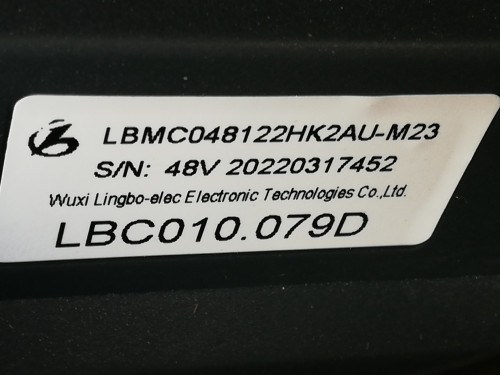 LBMC048122HK2AU-M23
S/N: 48V 20220317452
Wuxi Lingbo-elec Electronic Technologies Co.,Ltd.
LBC010.079D